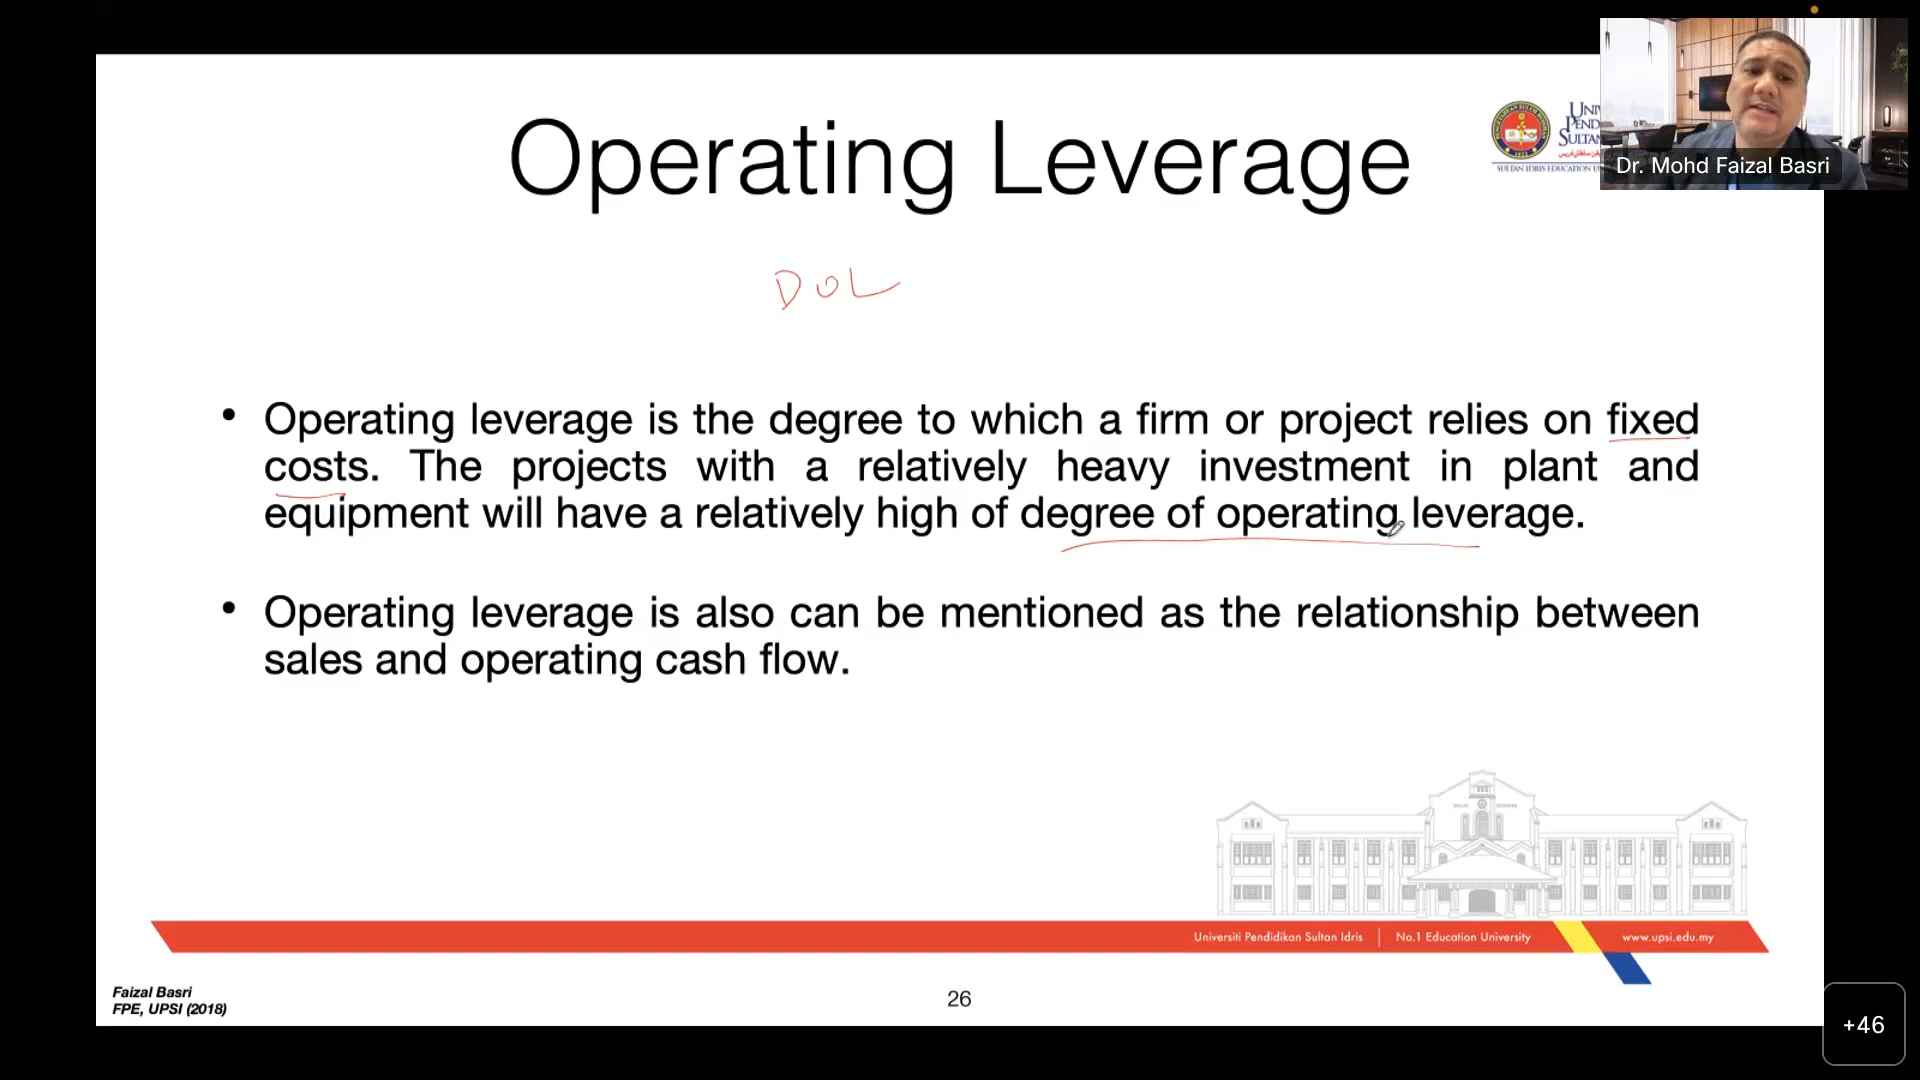 Operating Leverage
Dr. Mohd Faizal Basri
DOL
• Operating leverage is the degree to which a firm or project relies on fixed
costs. The projects with a relatively heavy investment in plant and
equipment will have a relatively high of degree of operating leverage.
• Operating leverage is also can be mentioned as the relationship between
sales and operating cash flow.
Universiti Pendidikan Sultan Idris | No.1 Education University www.upsi.edu.my
Faizal Basri
FPE, UPSI (2018)
26
+46